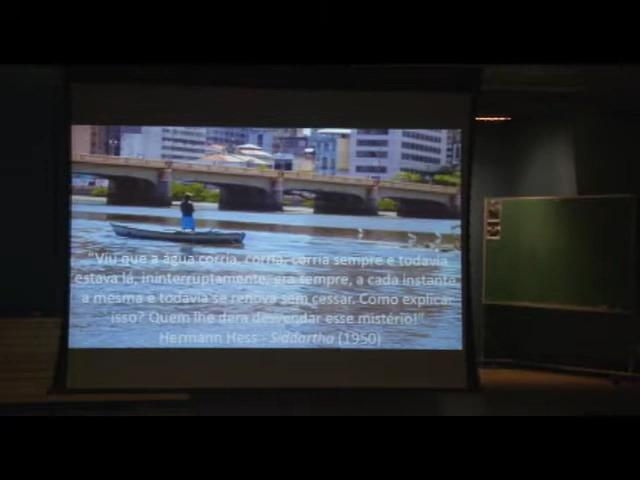 "Viu que a água corria, corria, corria sempre e todavia
estava lá, ininterruptamente, era sempre, a cada instante
a mesma e todavia se renova sem cessar. Como explicar
isso? Quem lhe dera desvendar esse mistério!"
Hermann Hess - Siddartha (1950)